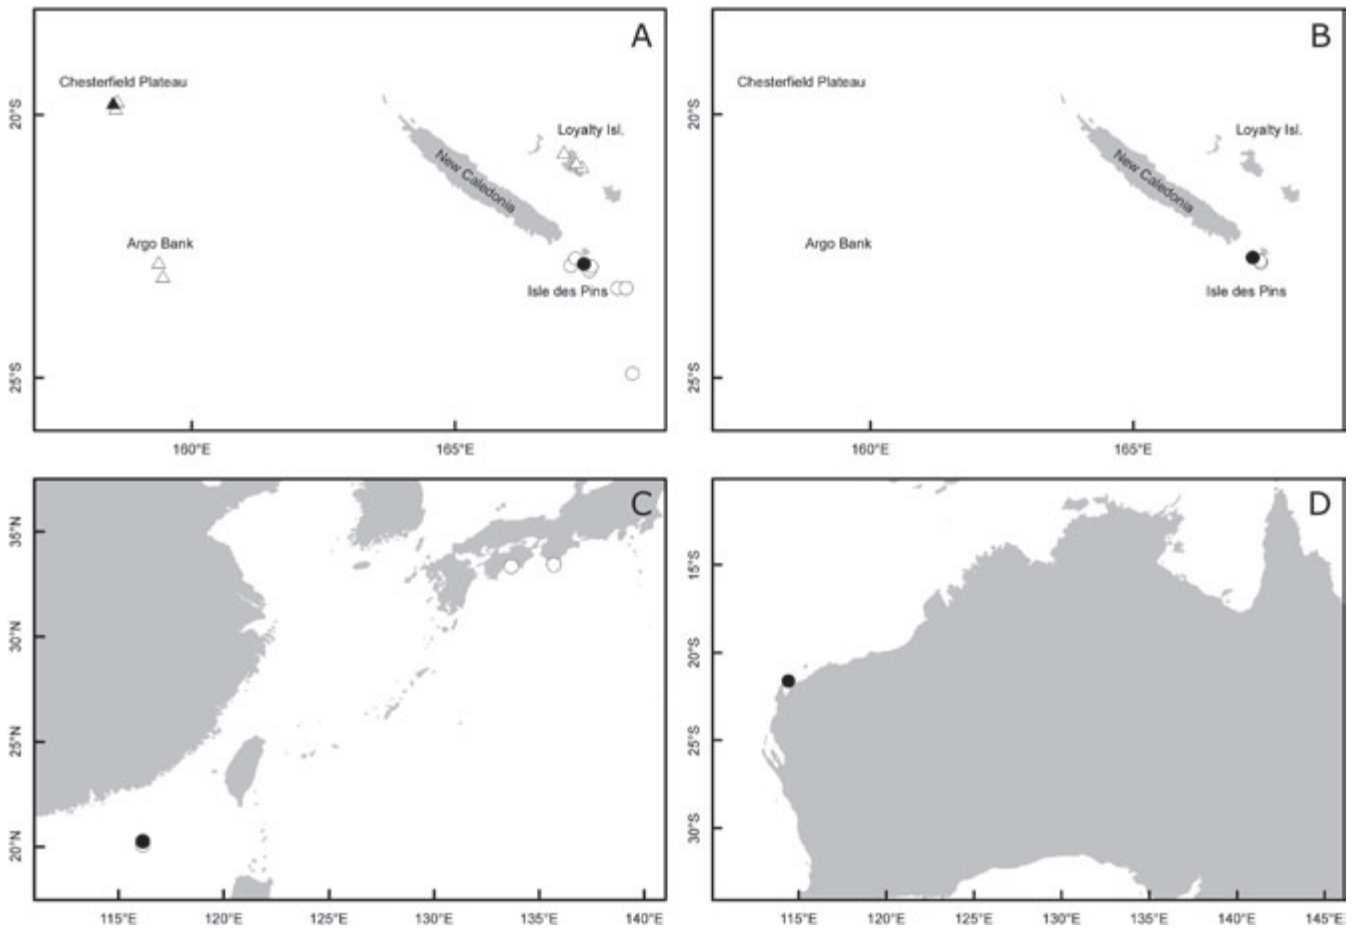 A
Chesterfield Plateau
20°S
Loyalty Isl.
New Caledonia
Argo Bank
Isle des Pins
25°S
160°E
165°E
B
Chesterfield Plateau
20°S
Loyalty Isl.
New Caledonia
Argo Bank
Isle des Pins
25°S
160°E
165°E
C
35°N
30°N
25°N
20°N
115°E
120°E
125°E
130°E
135°E
140°E
D
15°S
20°S
25°S
30°S
115°E
120°E
125°E
130°E
135°E
140°E
145°E